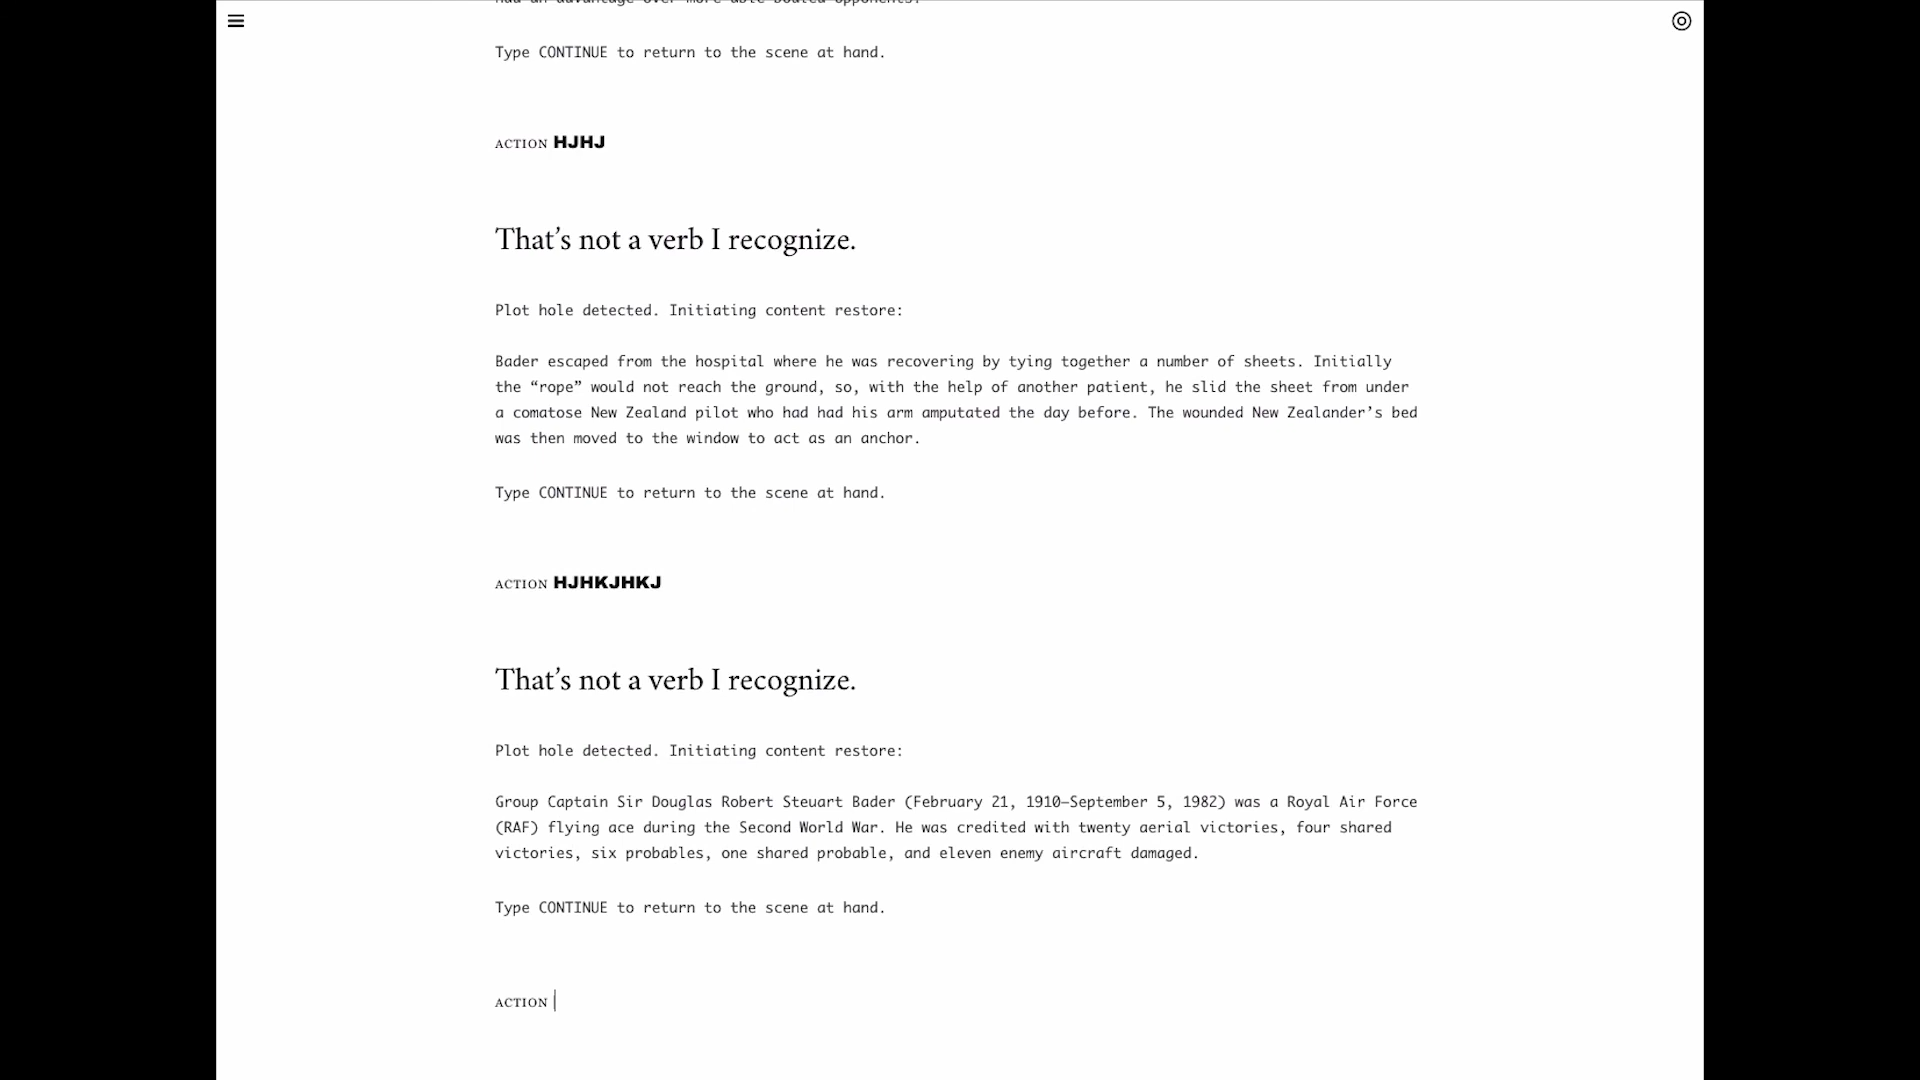 had an advantage over more able-bodied opponents.
Type CONTINUE to return to the scene at hand.
ACTION HJHJ
That’s not a verb I recognize.
Plot hole detected. Initiating content restore:
Bader escaped from the hospital where he was recovering by tying together a number of sheets. Initially
the “rope” would not reach the ground, so, with the help of another patient, he slid the sheet from under
a comatose New Zealand pilot who had had his arm amputated the day before. The wounded New Zealander’s bed
was then moved to the window to act as an anchor.
Type CONTINUE to return to the scene at hand.
ACTION HJHKJHKJ
That’s not a verb I recognize.
Plot hole detected. Initiating content restore:
Group Captain Sir Douglas Robert Steuart Bader (February 21, 1910–September 5, 1982) was a Royal Air Force
(RAF) flying ace during the Second World War. He was credited with twenty aerial victories, four shared
victories, six probables, one shared probable, and eleven enemy aircraft damaged.
Type CONTINUE to return to the scene at hand.
ACTION